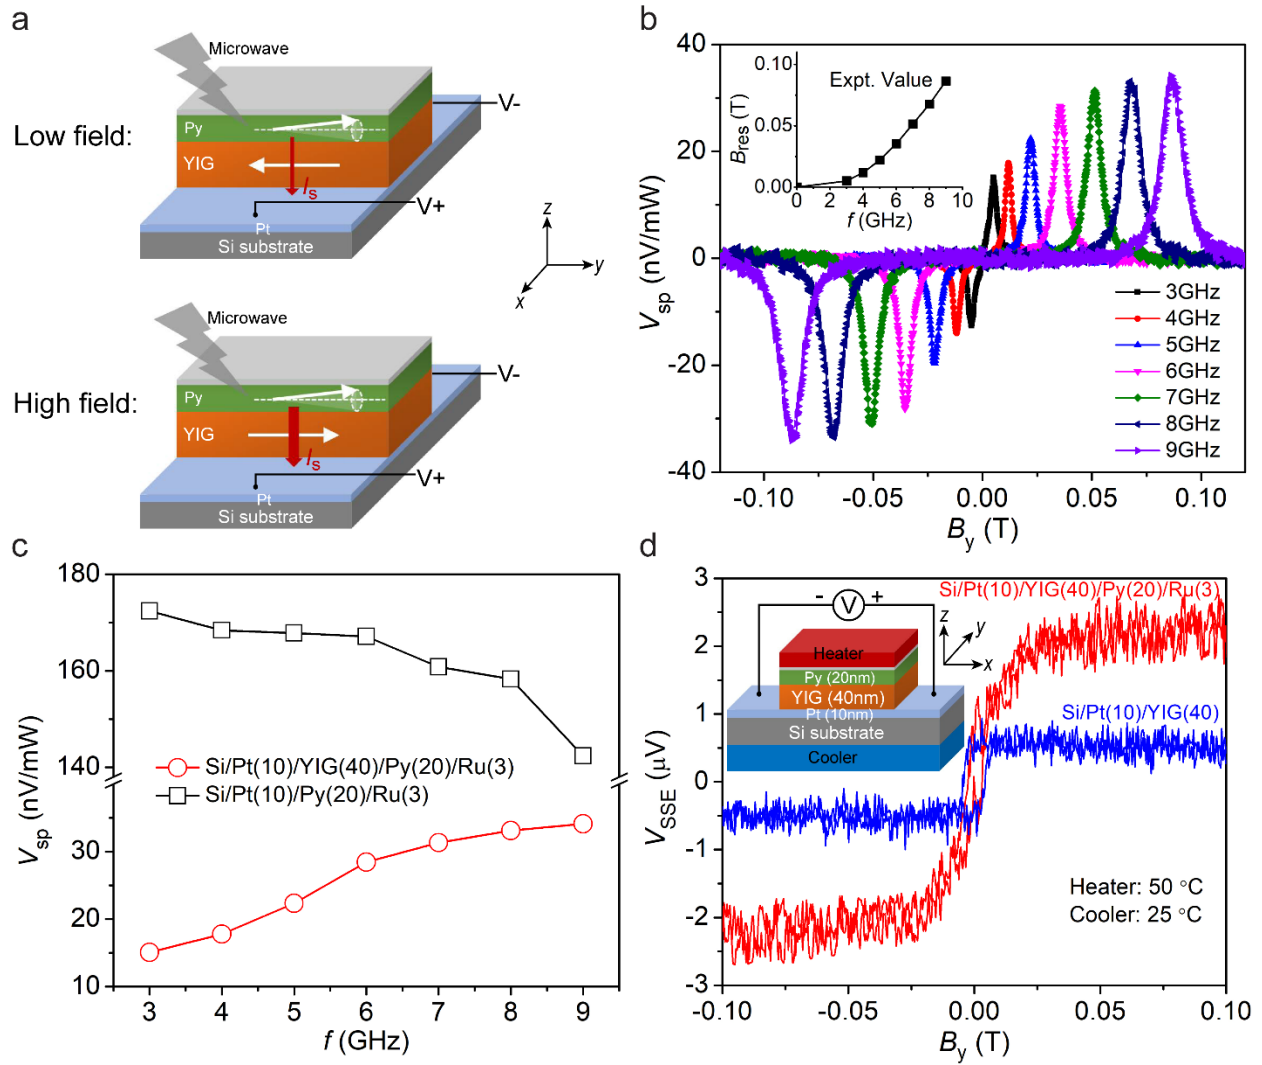 a
Microwave
Low field:
Py
YIG
Is
V-
V+
Pt
Si substrate
z
y
x
Microwave
High field:
Py
YIG
Is
V-
V+
Pt
Si substrate
b
40
20
0
-20
-40
Vsp (nV/mW)
-0.10
-0.05
0.00
0.05
0.10
By (T)
Expt. Value
0.10
0.05
0.00
Bres (T)
0 2 4 6 8 10
f (GHz)
3GHz
4GHz
5GHz
6GHz
7GHz
8GHz
9GHz
c
180
160
140
30
20
10
Vsp (nV/mW)
Si/Pt(10)/YIG(40)/Py(20)/Ru(3)
Si/Pt(10)/Py(20)/Ru(3)
3 4 5 6 7 8 9
f (GHz)
d
3
2
1
0
-1
-2
-3
VSSE (μV)
Si/Pt(10)/YIG(40)/Py(20)/Ru(3)
- V +
z
y
x
Heater
Py (20nm)
YIG (40nm)
Pt (10nm)
Si substrate
Cooler
Si/Pt(10)/YIG(40)
Heater: 50 °C
Cooler: 25 °C
-0.10
-0.05
0.00
0.05
0.10
By (T)